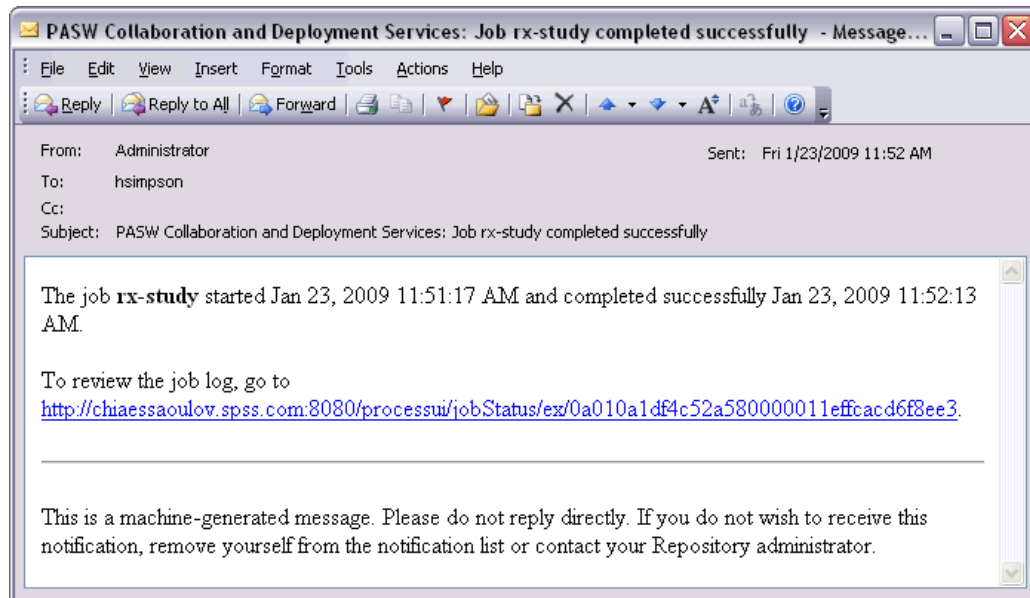 PASW Collaboration and Deployment Services: Job rx-study completed successfully - Message...
File Edit View Insert Format Tools Actions Help
Reply Reply to All Forward
From: Administrator Sent: Fri 1/23/2009 11:52 AM
To: hsimpson
Cc:
Subject: PASW Collaboration and Deployment Services: Job rx-study completed successfully
The job rx-study started Jan 23, 2009 11:51:17 AM and completed successfully Jan 23, 2009 11:52:13
AM.
To review the job log, go to
http://chiaessaoulov.spss.com:8080/processui/jobStatus/ex/0a010a1df4c52a580000011effcacd6f8ee3.
This is a machine-generated message. Please do not reply directly. If you do not wish to receive this
notification, remove yourself from the notification list or contact your Repository administrator.